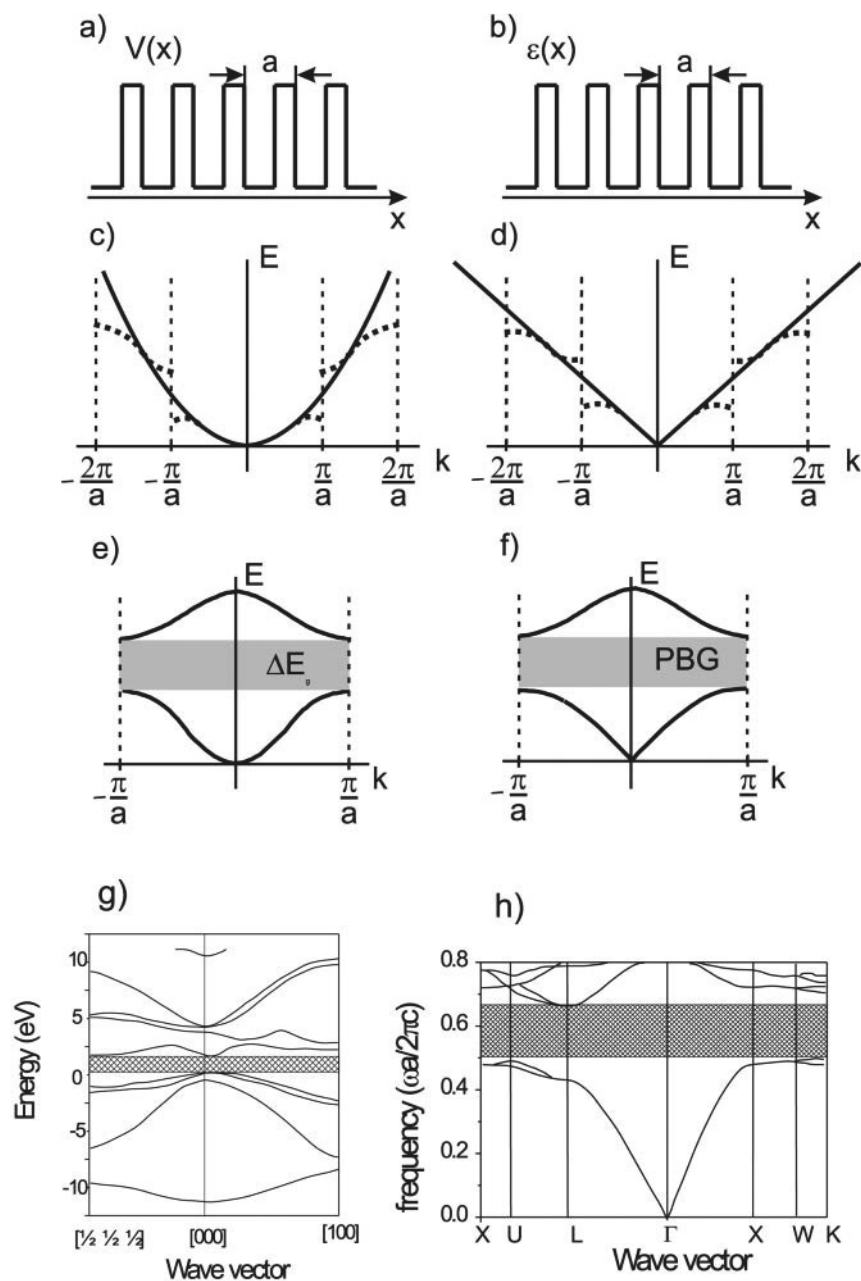 a)
V(x)
a
x
b)
ε(x)
a
x
c)
E
k
-2π/a
-π/a
π/a
2π/a
d)
E
k
-2π/a
-π/a
π/a
2π/a
e)
E
ΔE_g
k
-π/a
π/a
f)
E
PBG
k
-π/a
π/a
g)
Energy (eV)
10
5
0
-5
-10
[½ ½ ½]
[000]
[100]
Wave vector
h)
frequency (ωa/2πc)
0.8
0.6
0.4
0.2
0.0
X U L Γ X W K
Wave vector